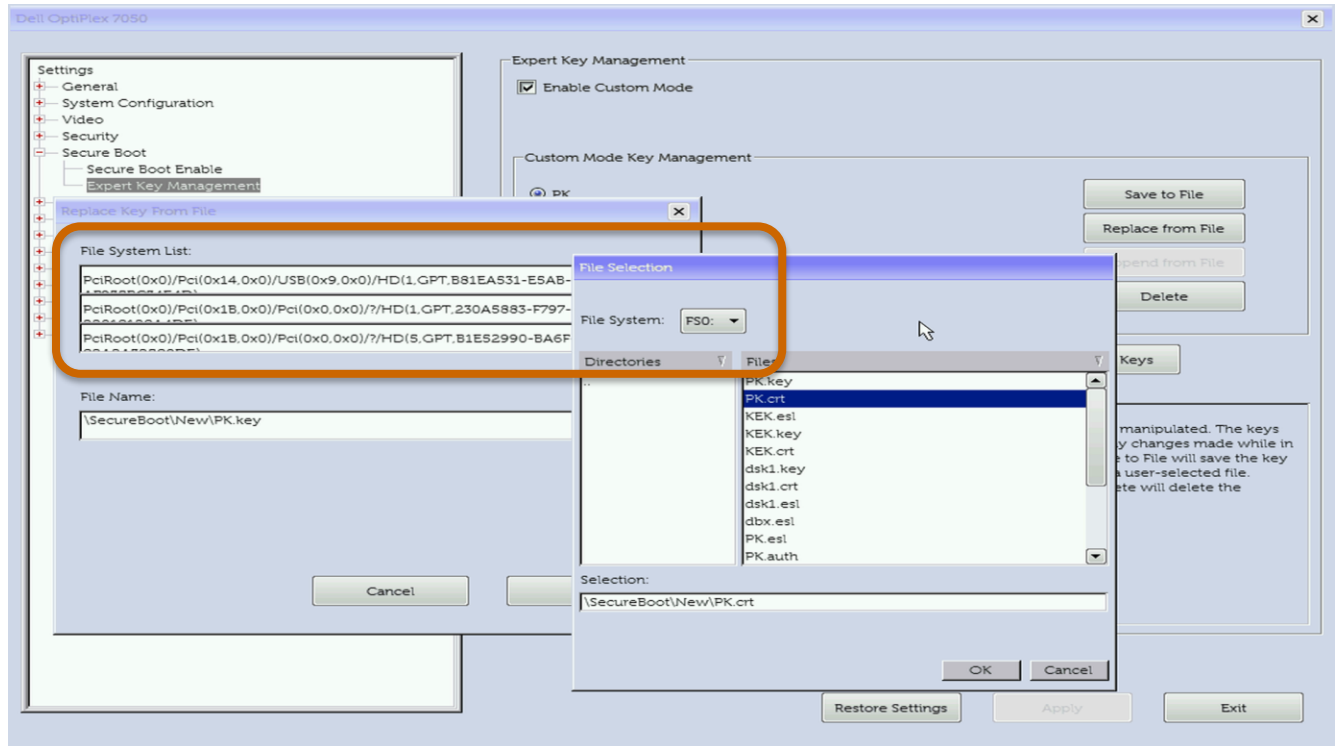 Dell OptiPlex 7050
Settings
General
System Configuration
Video
Security
Secure Boot
Secure Boot Enable
Expert Key Management
Expert Key Management
Enable Custom Mode
Custom Mode Key Management
PK
Save to File
Replace from File
ppend from File
Delete
Keys
manipulated. The keys
y changes made while in
to File will save the key
a user-selected file.
ete will delete the
Replace Key From File
File System List:
PciRoot(0x0)/Pci(0x14,0x0)/USB(0x9,0x0)/HD(1,GPT,B81EA531-E5AB-
PciRoot(0x0)/Pci(0x1B,0x0)/Pci(0x0,0x0)/?/HD(1,GPT,230A5883-F797-
PciRoot(0x0)/Pci(0x1B,0x0)/Pci(0x0,0x0)/?/HD(5,GPT,B1E52990-BA6F
File Name:
\SecureBoot\New\PK.key
Cancel
File Selection
File System: FS0:
Directories Files
.. PK.key
PK.crt
KEK.esl
KEK.key
KEK.crt
dsk1.key
dsk1.crt
dsk1.esl
dbx.esl
PK.esl
PK.auth
Selection:
\SecureBoot\New\PK.crt
OK Cancel
Restore Settings Apply Exit